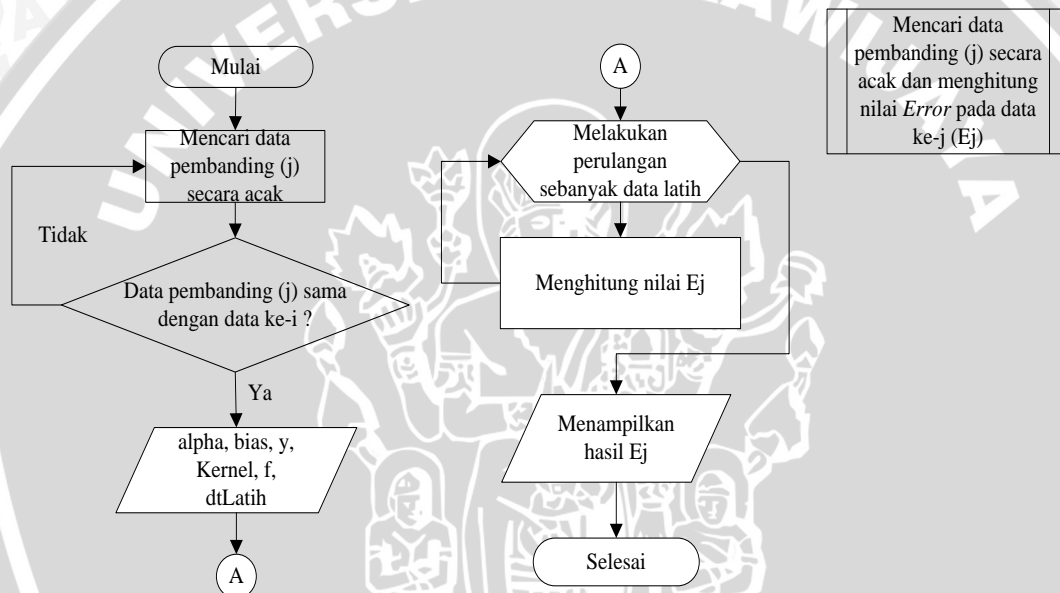 Mulai
Mencari data
pembanding (j)
secara acak
Tidak
Data pembanding (j) sama
dengan data ke-i ?
Ya
alpha, bias, y,
Kernel, f,
dtLatih
A
A
Melakukan
perulangan
sebanyak data latih
Menghitung nilai Ej
Menampilkan
hasil Ej
Selesai
Mencari data
pembanding (j) secara
acak dan menghitung
nilai Error pada data
ke-j (Ej)